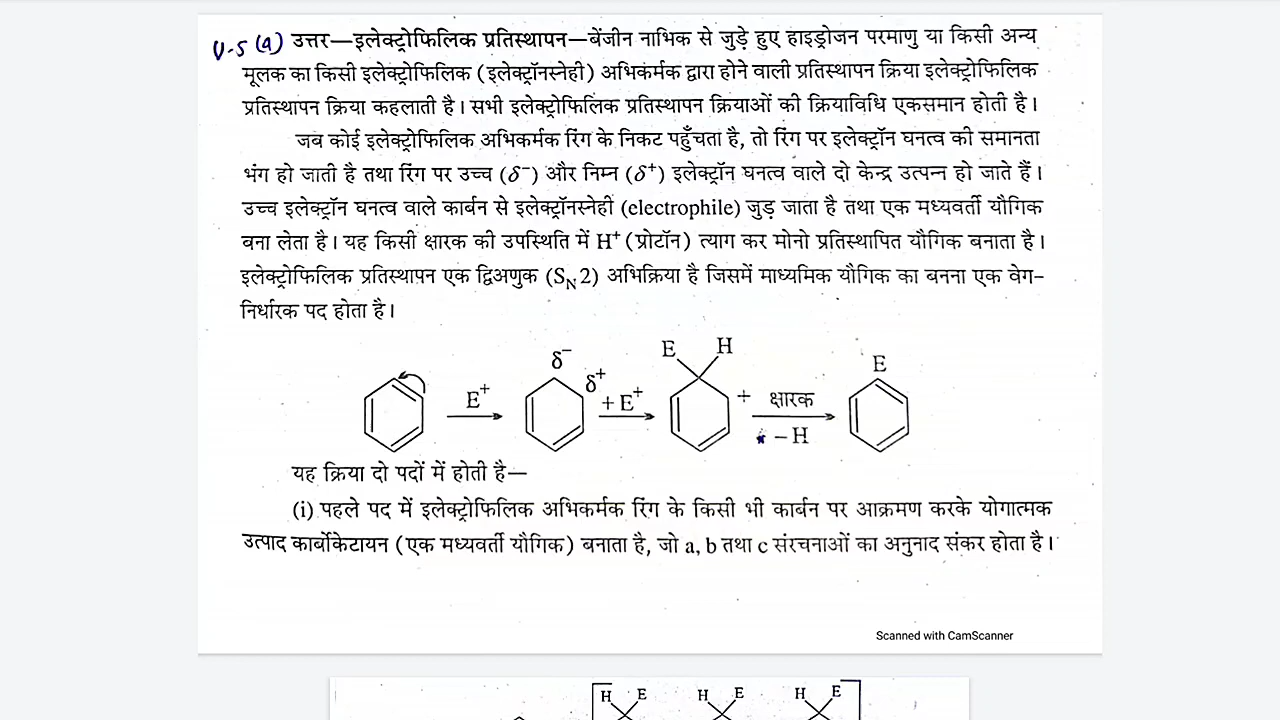 U-5 (a) उत्तर—इलेक्ट्रोफिलिक प्रतिस्थापन—बेंजीन नाभिक से जुड़े हुए हाइड्रोजन परमाणु या किसी अन्य
मूलक का किसी इलेक्ट्रोफिलिक (इलेक्ट्रॉनस्नेही) अभिकर्मक द्वारा होने वाली प्रतिस्थापन क्रिया इलेक्ट्रोफिलिक
प्रतिस्थापन क्रिया कहलाती है। सभी इलेक्ट्रोफिलिक प्रतिस्थापन क्रियाओं की क्रियाविधि एकसमान होती है।
जब कोई इलेक्ट्रोफिलिक अभिकर्मक रिंग के निकट पहुँचता है, तो रिंग पर इलेक्ट्रॉन घनत्व की समानता
भंग हो जाती है तथा रिंग पर उच्च (δ⁻) और निम्न (δ⁺) इलेक्ट्रॉन घनत्व वाले दो केन्द्र उत्पन्न हो जाते हैं।
उच्च इलेक्ट्रॉन घनत्व वाले कार्बन से इलेक्ट्रॉनस्नेही (electrophile) जुड़ जाता है तथा एक मध्यवर्ती यौगिक
बना लेता है। यह किसी क्षारक की उपस्थिति में H⁺ (प्रोटॉन) त्याग कर मोनो प्रतिस्थापित यौगिक बनाता है।
इलेक्ट्रोफिलिक प्रतिस्थापन एक द्विअणुक (S_N 2) अभिक्रिया है जिसमें माध्यमिक यौगिक का बनना एक वेग-
निर्धारक पद होता है।
E H
δ⁻ E
E⁺ δ⁺ + E⁺ + क्षारक
– H
यह क्रिया दो पदों में होती है—
(i) पहले पद में इलेक्ट्रोफिलिक अभिकर्मक रिंग के किसी भी कार्बन पर आक्रमण करके योगात्मक
उत्पाद कार्बोकेटायन (एक मध्यवर्ती यौगिक) बनाता है, जो a, b तथा c संरचनाओं का अनुनाद संकर होता है।
Scanned with CamScanner
H E H E H E